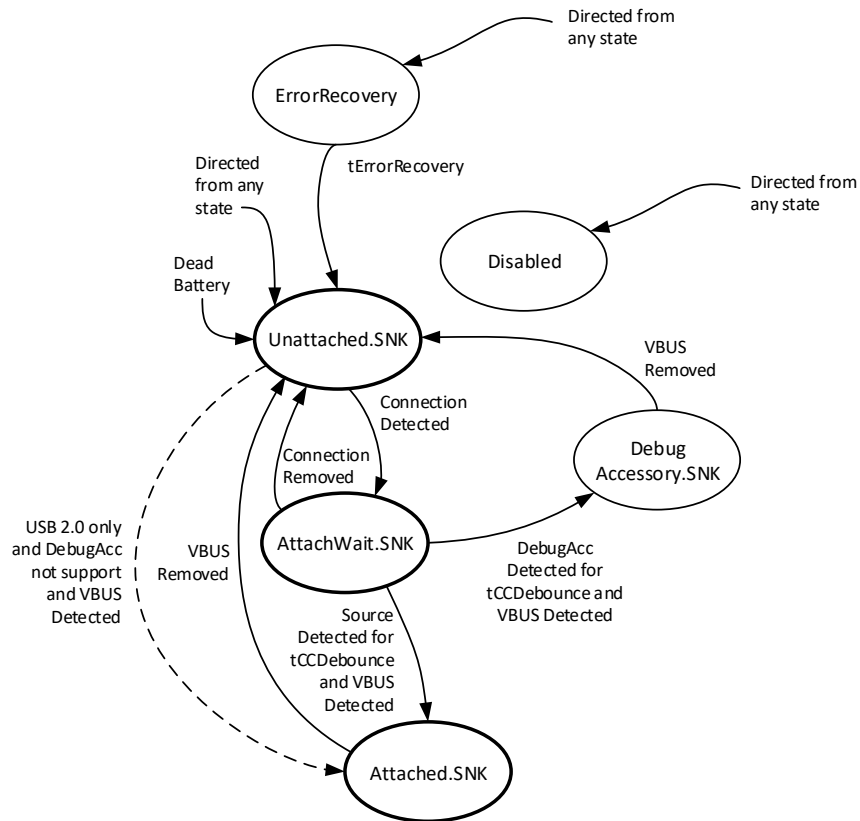 Directed from
any state
ErrorRecovery
tErrorRecovery
Directed
from any
state
Directed from
any state
Disabled
Dead
Battery
Unattached.SNK
VBUS
Removed
Connection
Detected
Connection
Removed
Debug
Accessory.SNK
USB 2.0 only
and DebugAcc
not support
and VBUS
Detected
VBUS
Removed
AttachWait.SNK
DebugAcc
Detected for
tCCDebounce and
VBUS Detected
Source
Detected for
tCCDebounce
and VBUS
Detected
Attached.SNK